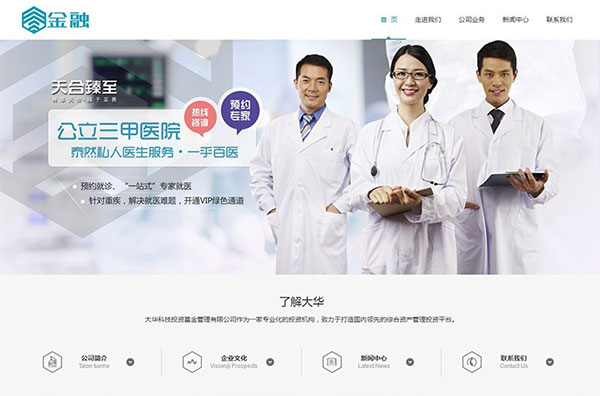 金融
首 页
走进我们
公司业务
新闻中心
联系我们
天合臻至
热线咨询
预约专家
公立三甲医院
泰然私人医生服务·一乎百医
预约就诊、“一站式”专家就医
针对重疾，解决就医难题，开通VIP绿色通道
了解大华
大华科技投资基金管理有限公司作为一家专业化的投资机构，致力于打造国内领先的综合资产管理投资平台。
公司简介
Taion tianhe
企业文化
Vision& Prospects
新闻中心
Latest News
联系我们
Contact Us